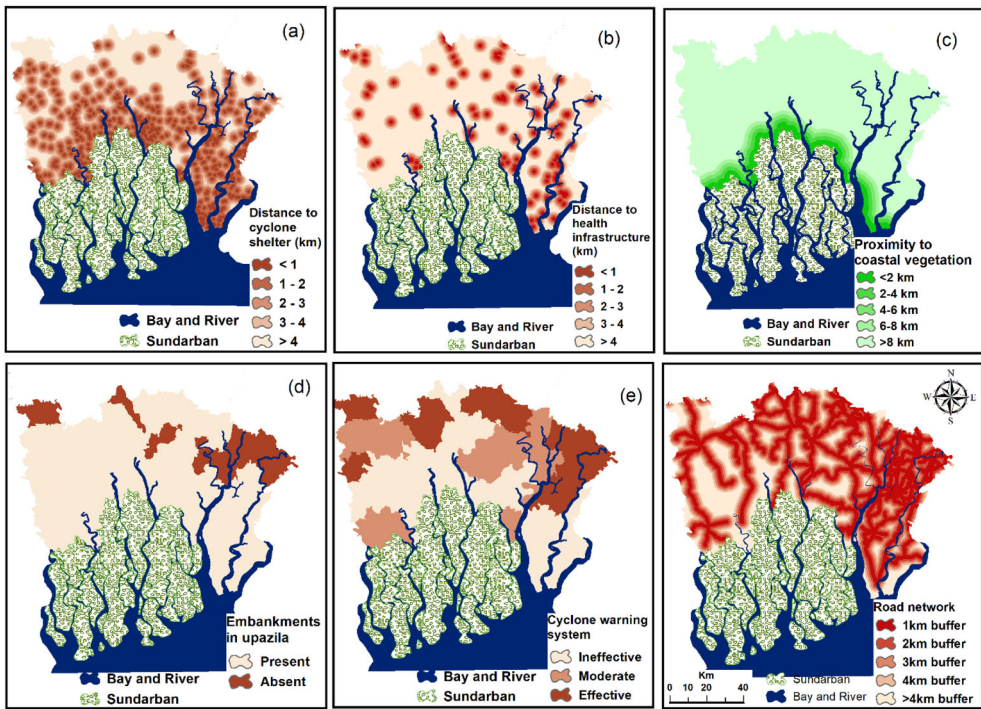 (a)
Distance to
cyclone
shelter (km)
< 1
1 - 2
2 - 3
3 - 4
> 4
Bay and River
Sundarban
(b)
Distance to
health
infrastructure
(km)
< 1
1 - 2
2 - 3
3 - 4
> 4
Bay and River
Sundarban
(c)
Proximity to
coastal vegetation
<2 km
2-4 km
4-6 km
6-8 km
>8 km
Bay and River
Sundarban
(d)
Embankments
in upazila
Present
Absent
Bay and River
Sundarban
(e)
Cyclone warning
system
Ineffective
Moderate
Effective
Bay and River
Sundarban
N
W E
S
Road network
1km buffer
2km buffer
3km buffer
4km buffer
>4km buffer
Km
0 10 20 40
Sundarban
Bay and River